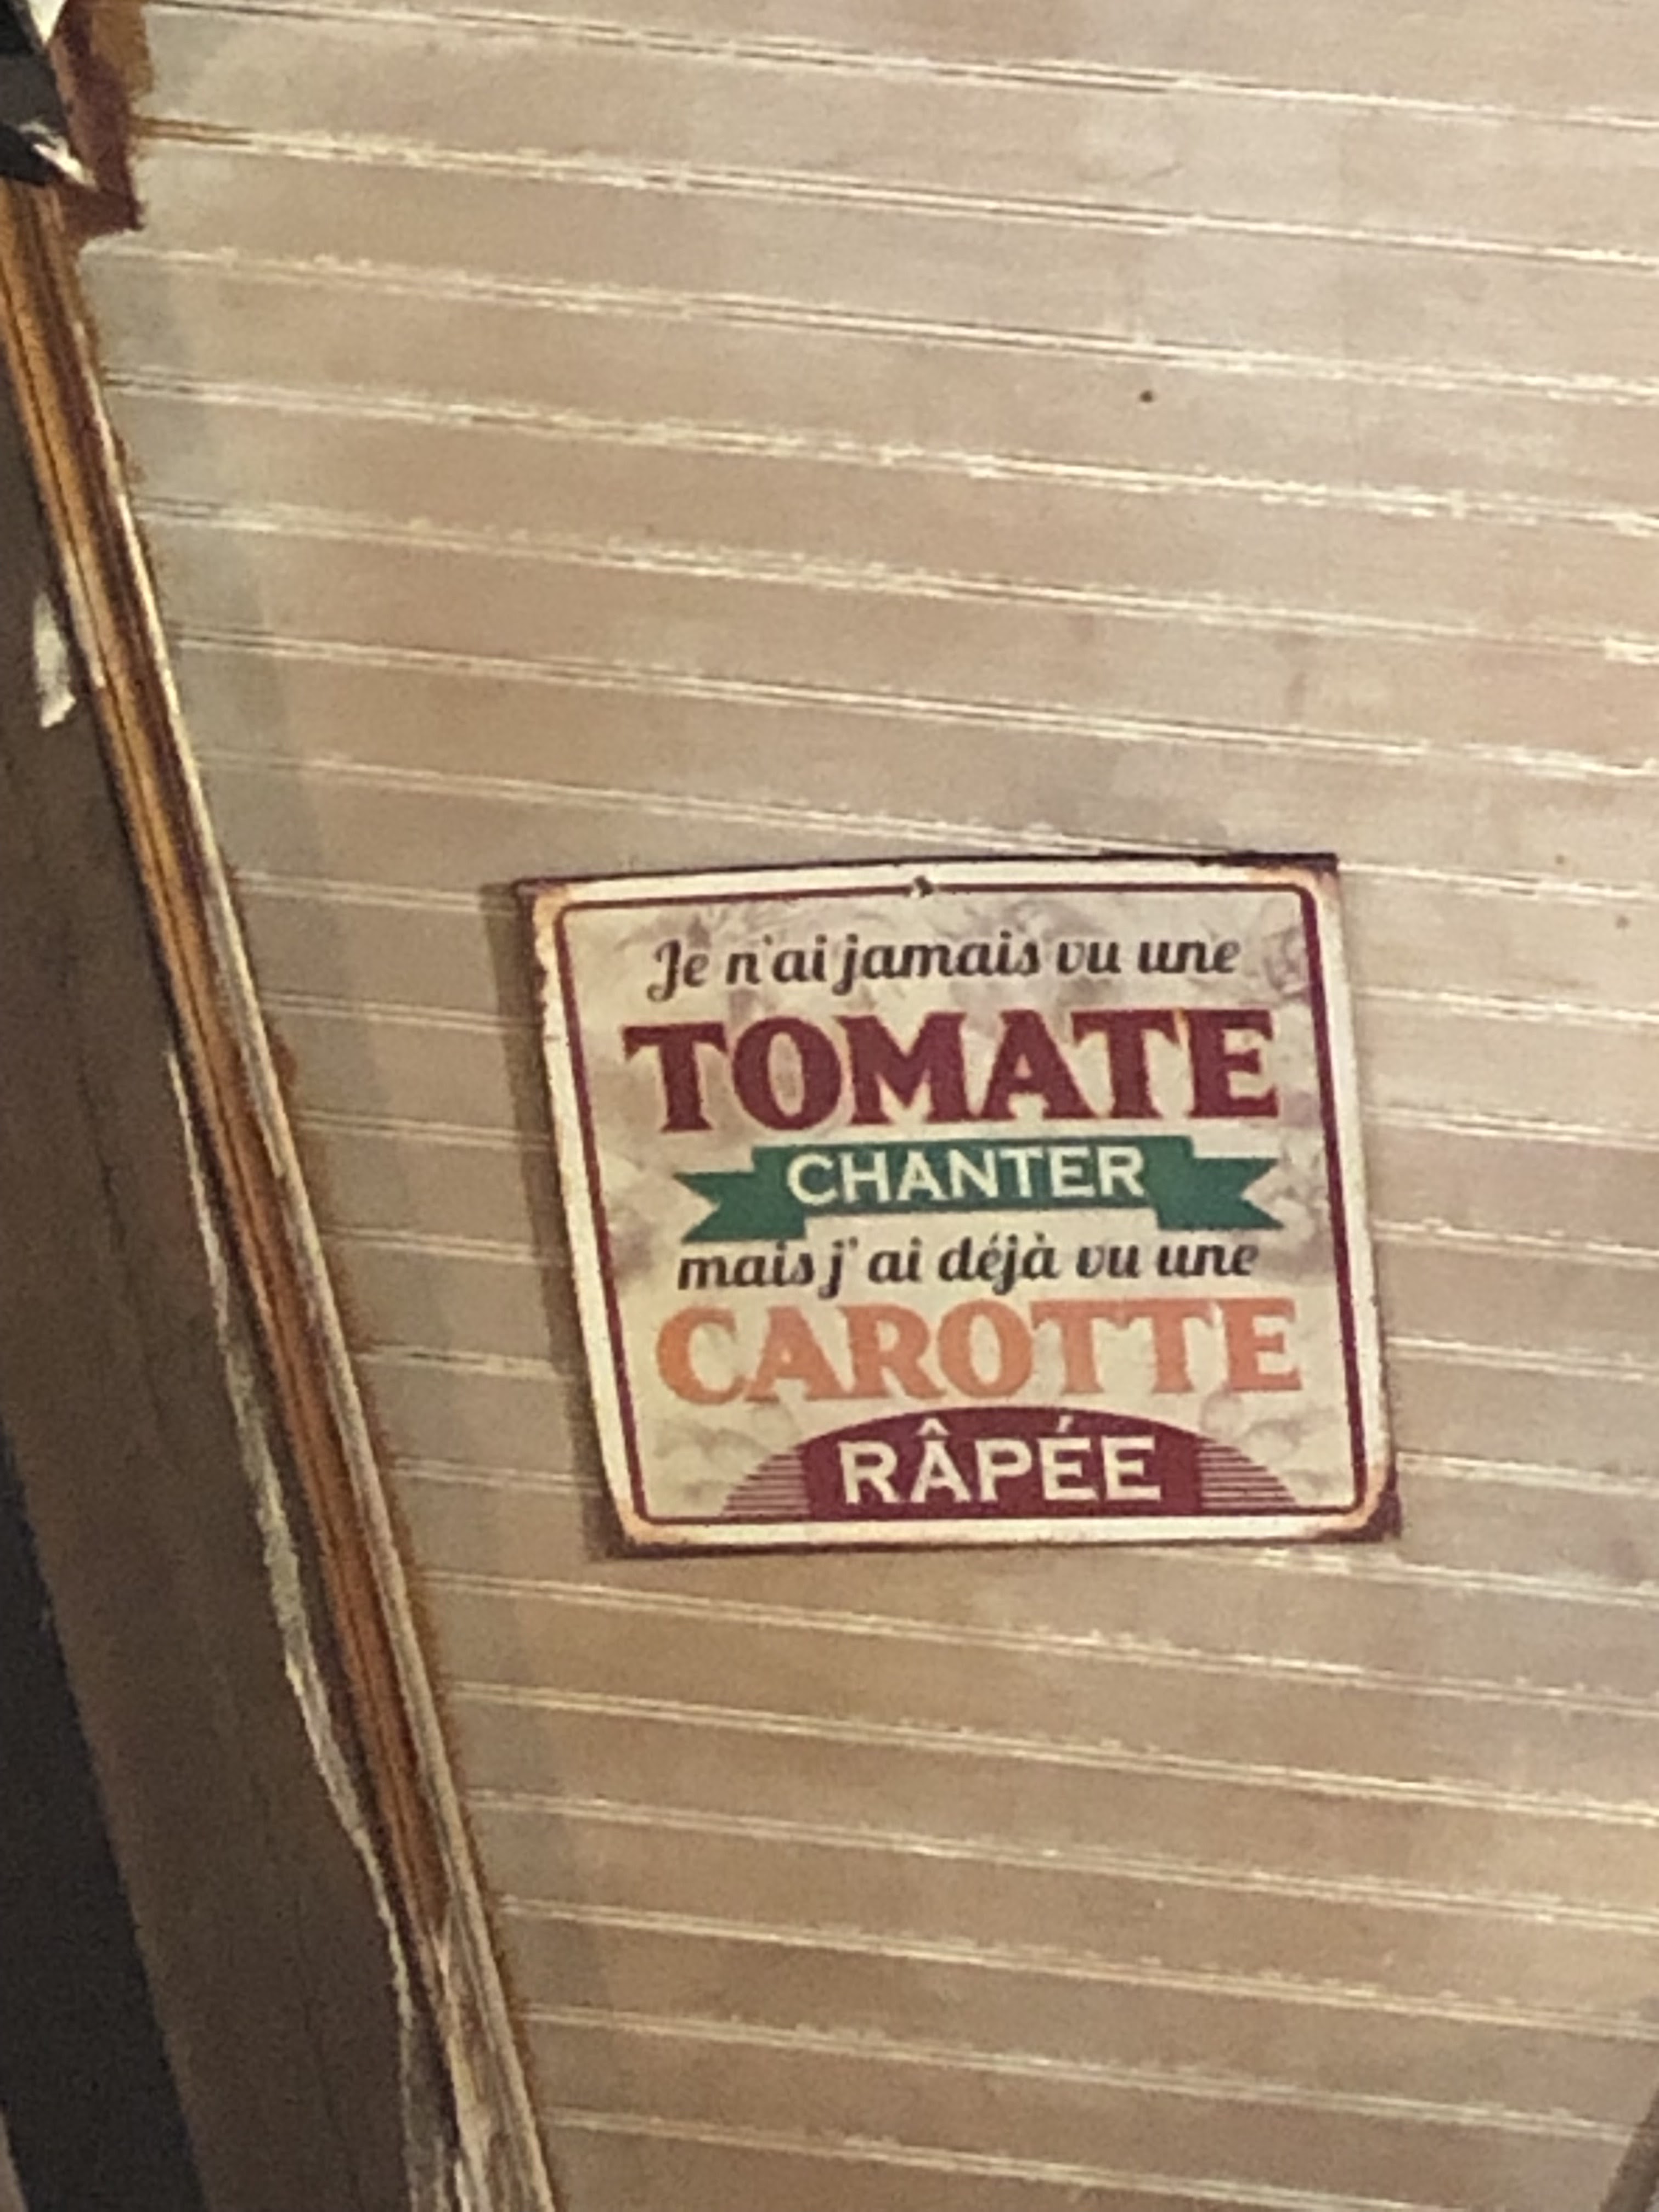 Je n'ai jamais vu une
TOMATE
CHANTER
mais j'ai déjà vu une
CAROTTE
RÂPÉE